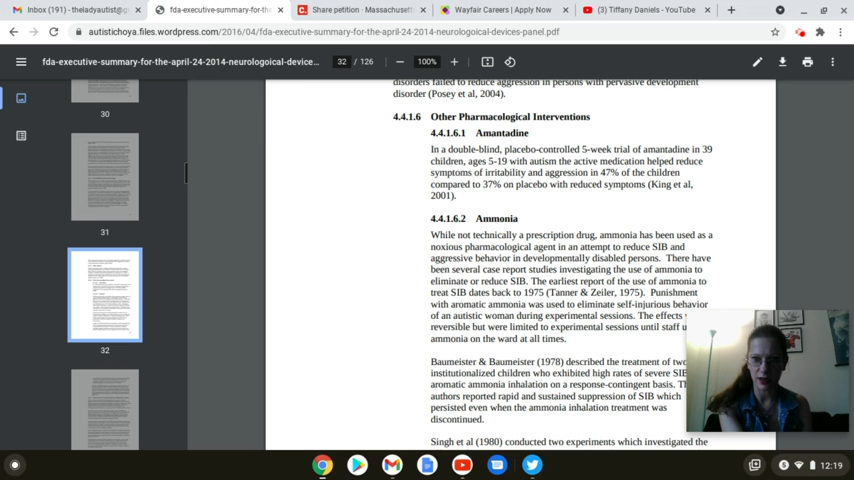 Inbox (191) - theladyautist@g
fda-executive-summary-for-the
Share petition · Massachusett
Wayfair Careers | Apply Now
(3) Tiffany Daniels - YouTube
autistichoya.files.wordpress.com/2016/04/fda-executive-summary-for-the-april-24-2014-neurologoical-devices-panel.pdf
fda-executive-summary-for-the-april-24-2014-neurologoical-device...
32 / 126
100%
30
31
32
disorders failed to reduce aggression in persons with pervasive development
disorder (Posey et al, 2004).
4.4.1.6 Other Pharmacological Interventions
4.4.1.6.1 Amantadine
In a double-blind, placebo-controlled 5-week trial of amantadine in 39
children, ages 5-19 with autism the active medication helped reduce
symptoms of irritability and aggression in 47% of the children
compared to 37% on placebo with reduced symptoms (King et al,
2001).
4.4.1.6.2 Ammonia
While not technically a prescription drug, ammonia has been used as a
noxious pharmacological agent in an attempt to reduce SIB and
aggressive behavior in developmentally disabled persons. There have
been several case report studies investigating the use of ammonia to
eliminate or reduce SIB. The earliest report of the use of ammonia to
treat SIB dates back to 1975 (Tanner & Zeiler, 1975). Punishment
with aromatic ammonia was used to eliminate self-injurious behavior
of an autistic woman during experimental sessions. The effects
reversible but were limited to experimental sessions until staff u
ammonia on the ward at all times.
Baumeister & Baumeister (1978) described the treatment of two
institutionalized children who exhibited high rates of severe SIB
aromatic ammonia inhalation on a response-contingent basis. Th
authors reported rapid and sustained suppression of SIB which
persisted even when the ammonia inhalation treatment was
discontinued.
Singh et al (1980) conducted two experiments which investigated the
12:19